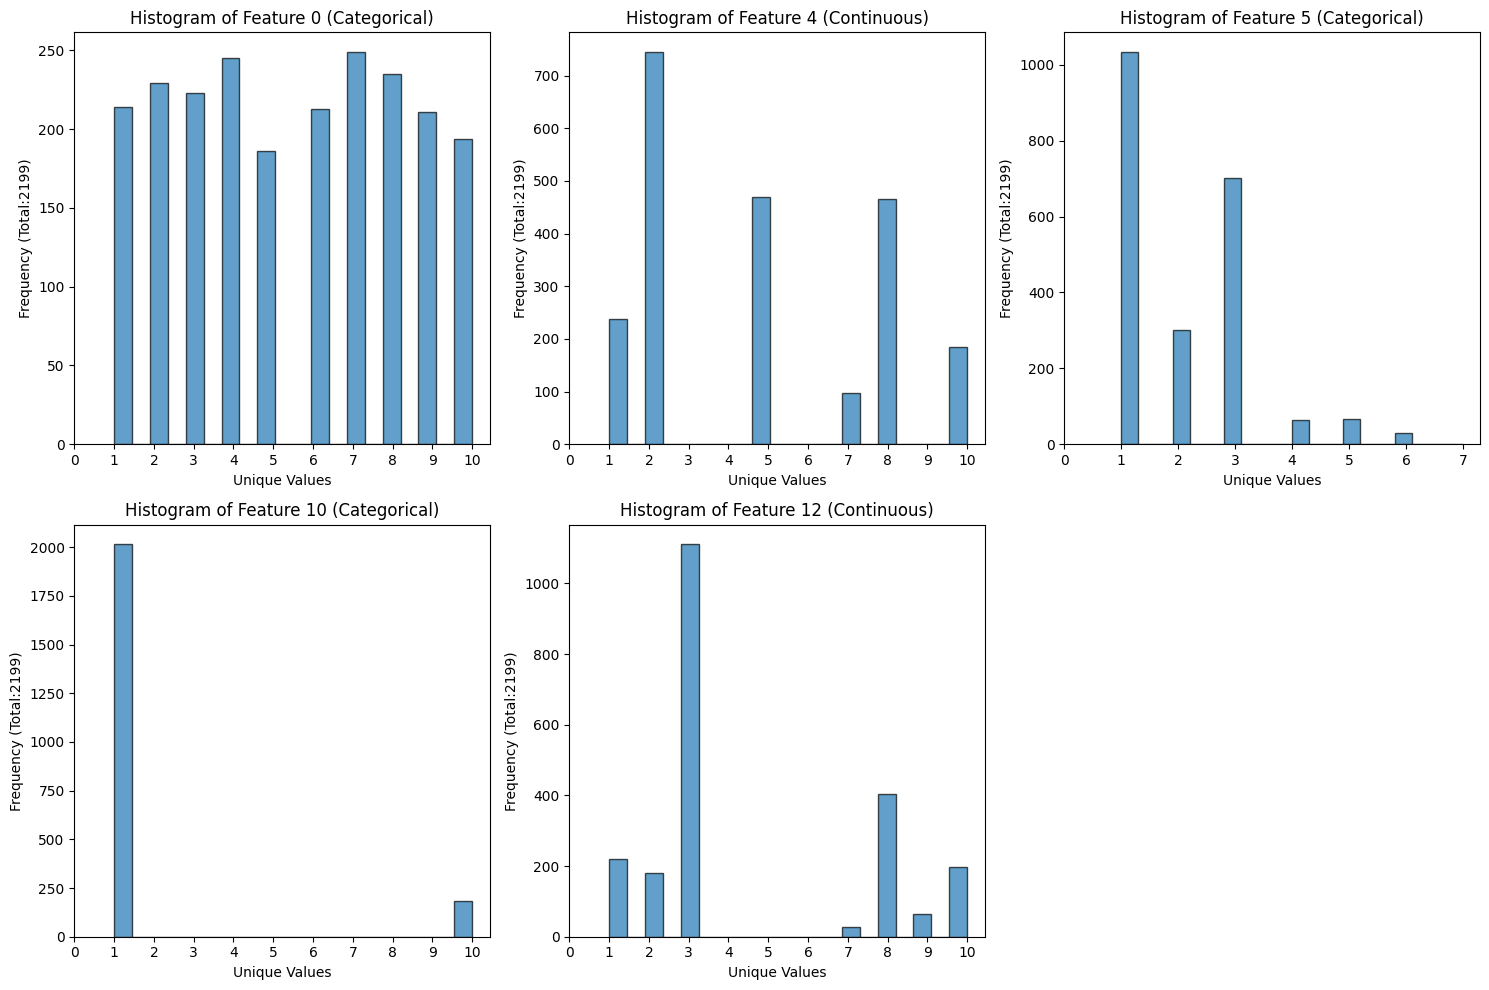 Histogram of Feature 0 (Categorical)
250
200
150
100
50
0
Frequency (Total:2199)
0 1 2 3 4 5 6 7 8 9 10
Unique Values
Histogram of Feature 4 (Continuous)
700
600
500
400
300
200
100
0
Frequency (Total:2199)
0 1 2 3 4 5 6 7 8 9 10
Unique Values
Histogram of Feature 5 (Categorical)
1000
800
600
400
200
0
Frequency (Total:2199)
0 1 2 3 4 5 6 7
Unique Values
Histogram of Feature 10 (Categorical)
2000
1750
1500
1250
1000
750
500
250
0
Frequency (Total:2199)
0 1 2 3 4 5 6 7 8 9 10
Unique Values
Histogram of Feature 12 (Continuous)
1000
800
600
400
200
0
Frequency (Total:2199)
0 1 2 3 4 5 6 7 8 9 10
Unique Values